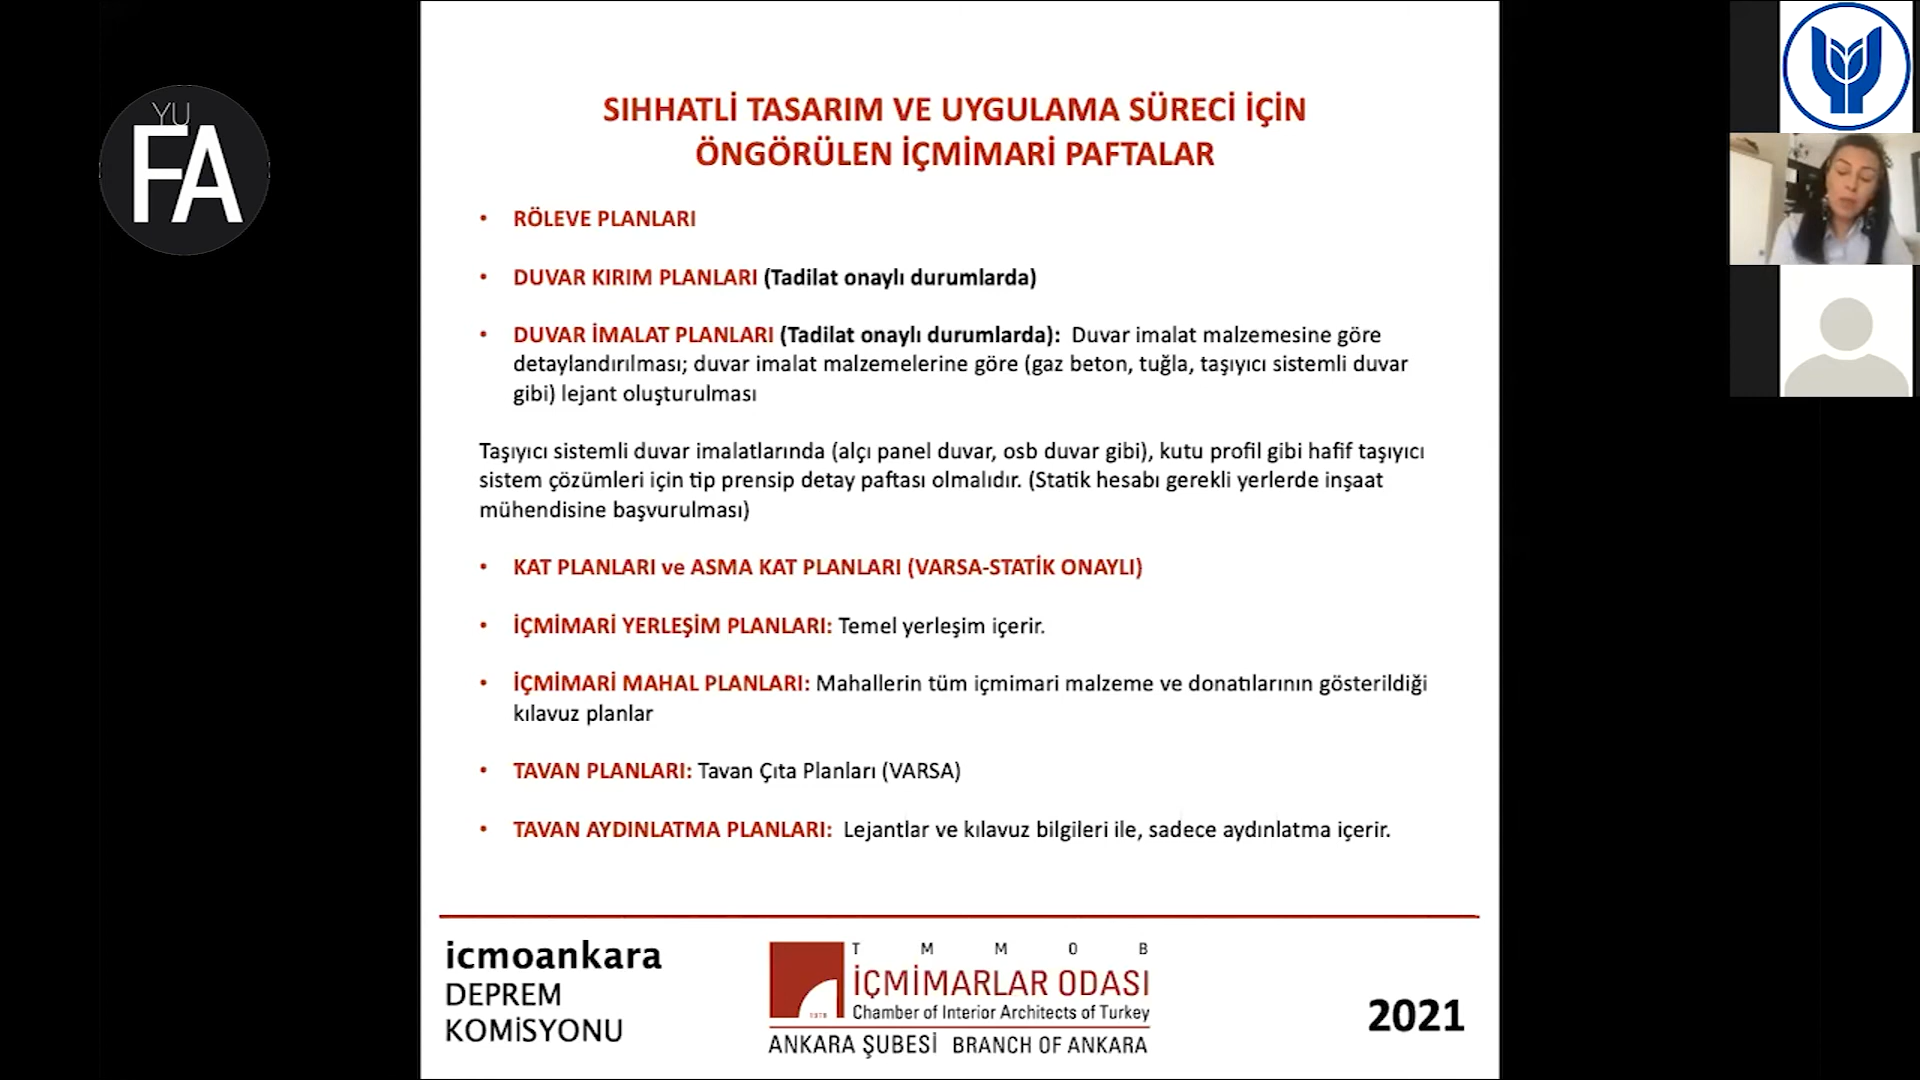 YU
FA
SIHHATLİ TASARIM VE UYGULAMA SÜRECİ İÇİN
ÖNGÖRÜLEN İÇMİMARİ PAFTALAR
• RÖLEVE PLANLARI
• DUVAR KIRIM PLANLARI (Tadilat onaylı durumlarda)
• DUVAR İMALAT PLANLARI (Tadilat onaylı durumlarda): Duvar imalat malzemesine göre
detaylandırılması; duvar imalat malzemelerine göre (gaz beton, tuğla, taşıyıcı sistemli duvar
gibi) lejant oluşturulması
Taşıyıcı sistemli duvar imalatlarında (alçı panel duvar, osb duvar gibi), kutu profil gibi hafif taşıyıcı
sistem çözümleri için tip prensip detay paftası olmalıdır. (Statik hesabı gerekli yerlerde inşaat
mühendisine başvurulması)
• KAT PLANLARI ve ASMA KAT PLANLARI (VARSA-STATİK ONAYLI)
• İÇMİMARİ YERLEŞİM PLANLARI: Temel yerleşim içerir.
• İÇMİMARİ MAHAL PLANLARI: Mahallerin tüm içmimari malzeme ve donatılarının gösterildiği
kılavuz planlar
• TAVAN PLANLARI: Tavan Çıta Planları (VARSA)
• TAVAN AYDINLATMA PLANLARI: Lejantlar ve kılavuz bilgileri ile, sadece aydınlatma içerir.
icmoankara
DEPREM
KOMİSYONU
T M M O B
İÇMİMARLAR ODASI
Chamber of Interior Architects of Turkey
1976
ANKARA ŞUBESİ BRANCH OF ANKARA
2021